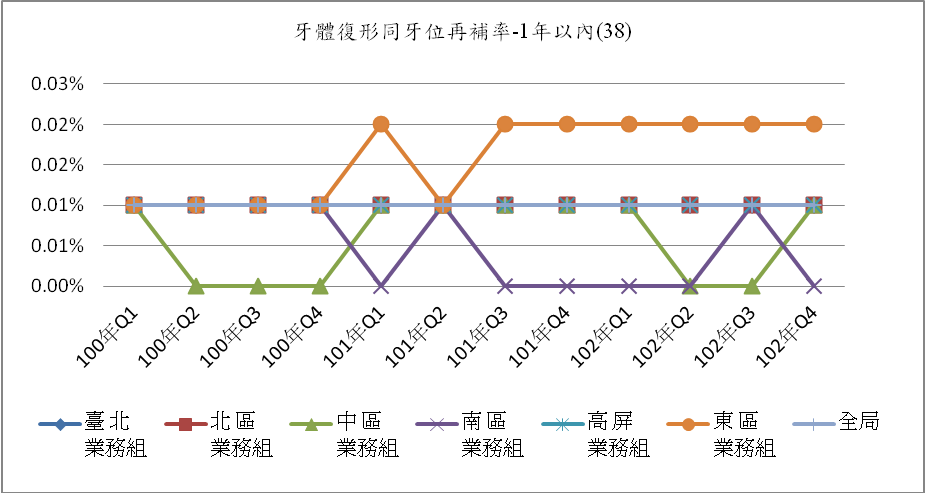 牙體復形同牙位再補率-1年以內(38)
0.03%
0.02%
0.02%
0.01%
0.01%
0.00%
100年Q1
100年Q2
100年Q3
100年Q4
101年Q1
101年Q2
101年Q3
101年Q4
102年Q1
102年Q2
102年Q3
102年Q4
臺北
業務組
北區
業務組
中區
業務組
南區
業務組
高屏
業務組
東區
業務組
全局